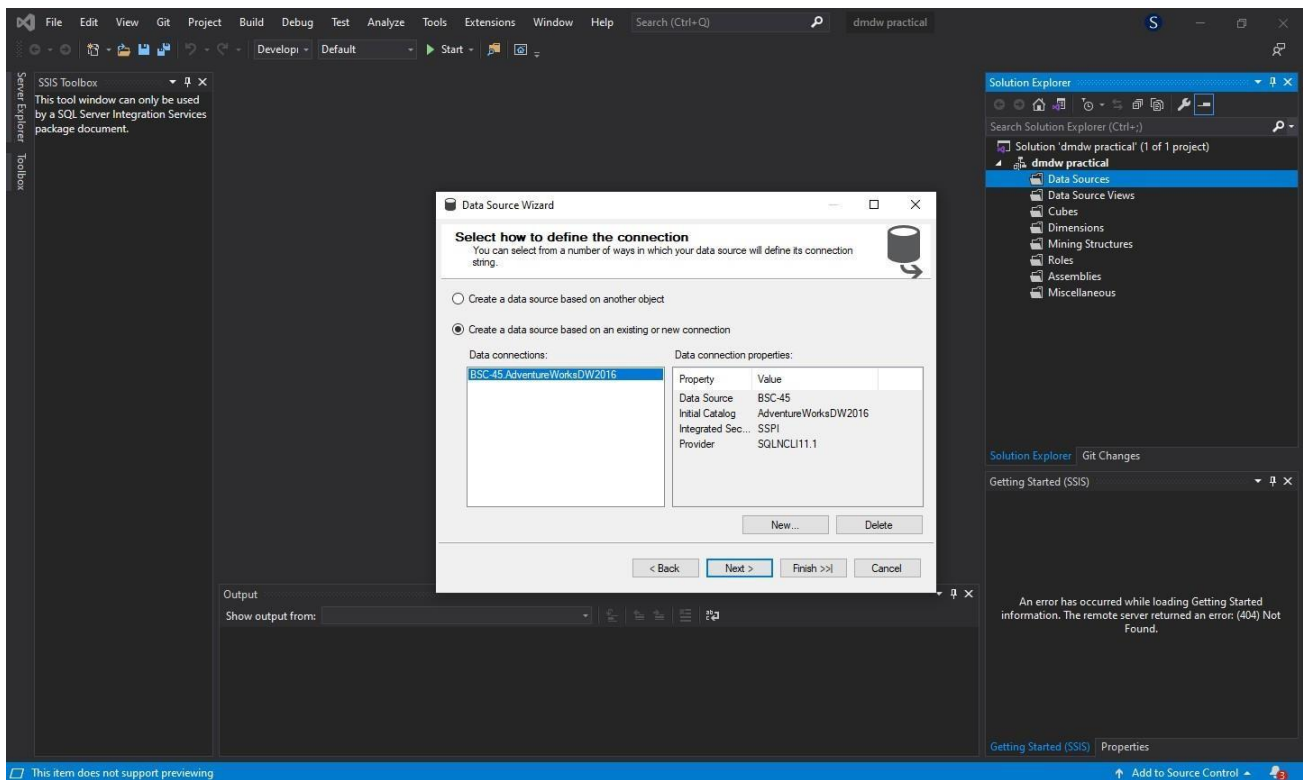 File Edit View Git Project Build Debug Test Analyze Tools Extensions Window Help Search (Ctrl+Q) dmdw practical S
Developi Default Start
Server Explorer
Toolbox
SSIS Toolbox
This tool window can only be used
by a SQL Server Integration Services
package document.
Data Source Wizard
Select how to define the connection
You can select from a number of ways in which your data source will define its connection
string.
Create a data source based on another object
Create a data source based on an existing or new connection
Data connections:
BSC-45.AdventureWorksDW2016
Data connection properties:
Property Value
Data Source BSC-45
Initial Catalog AdventureWorksDW2016
Integrated Sec... SSPI
Provider SQLNCLI11.1
New... Delete
< Back Next > Finish >>| Cancel
Output
Show output from:
Solution Explorer
Search Solution Explorer (Ctrl+;)
Solution 'dmdw practical' (1 of 1 project)
dmdw practical
Data Sources
Data Source Views
Cubes
Dimensions
Mining Structures
Roles
Assemblies
Miscellaneous
Solution Explorer Git Changes
Getting Started (SSIS)
An error has occurred while loading Getting Started
information. The remote server returned an error: (404) Not
Found.
Getting Started (SSIS) Properties
This item does not support previewing
Add to Source Control 3